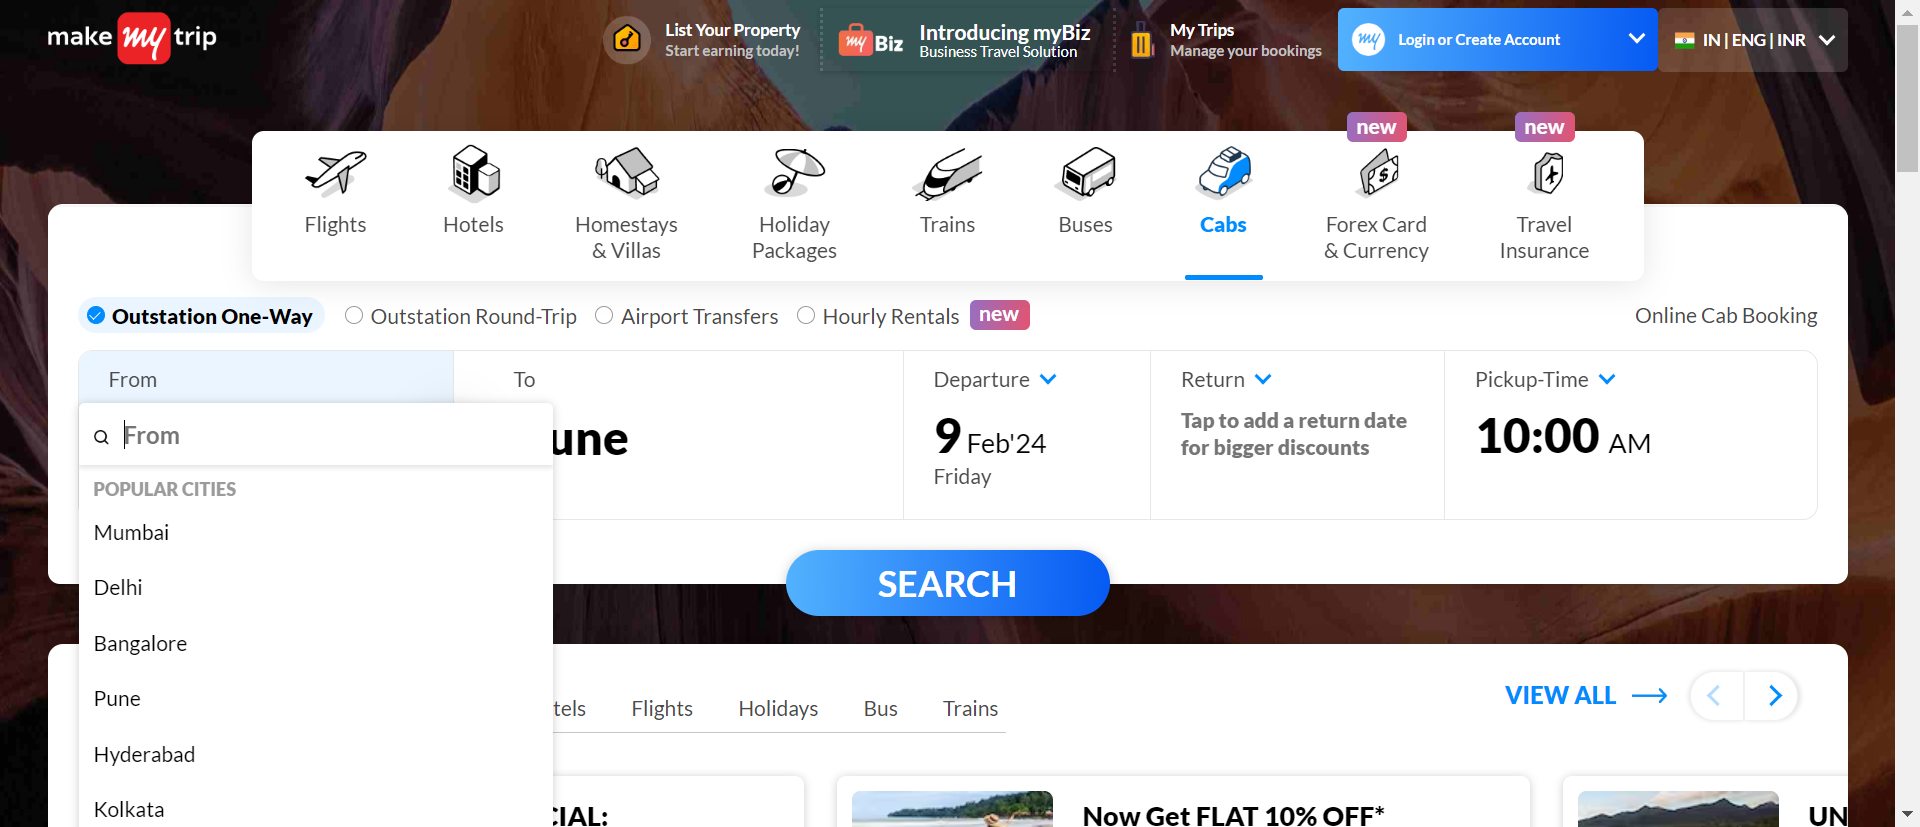 make my trip
List Your Property
Start earning today!
my Biz
Introducing myBiz
Business Travel Solution
My Trips
Manage your bookings
my
Login or Create Account
IN | ENG | INR
new
new
Flights
Hotels
Homestays
& Villas
Holiday
Packages
Trains
Buses
Cabs
Forex Card
& Currency
Travel
Insurance
Outstation One-Way
Outstation Round-Trip
Airport Transfers
Hourly Rentals
new
Online Cab Booking
From
To
Departure
Return
Pickup-Time
From
une
9 Feb'24
Friday
Tap to add a return date
for bigger discounts
10:00 AM
POPULAR CITIES
Mumbai
Delhi
Bangalore
Pune
Hyderabad
Kolkata
SEARCH
tels
Flights
Holidays
Bus
Trains
VIEW ALL
CIAL:
Now Get FLAT 10% OFF*
UN